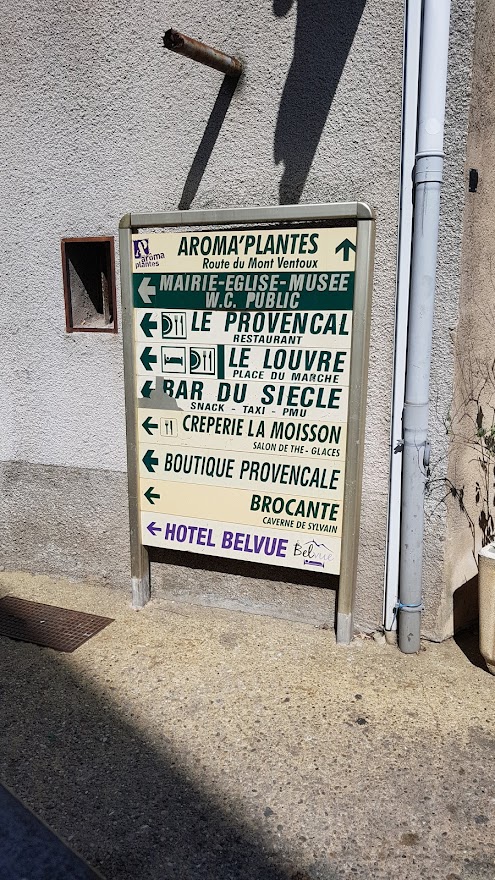 aroma
plantes
AROMA'PLANTES
Route du Mont Ventoux
MAIRIE-EGLISE-MUSEE
W.C. PUBLIC
LE PROVENCAL
RESTAURANT
LE LOUVRE
PLACE DU MARCHE
BAR DU SIECLE
SNACK - TAXI - PMU
CREPERIE LA MOISSON
SALON DE THE - GLACES
BOUTIQUE PROVENCALE
BROCANTE
CAVERNE DE SYLVAIN
HOTEL BELVUE
Belvue